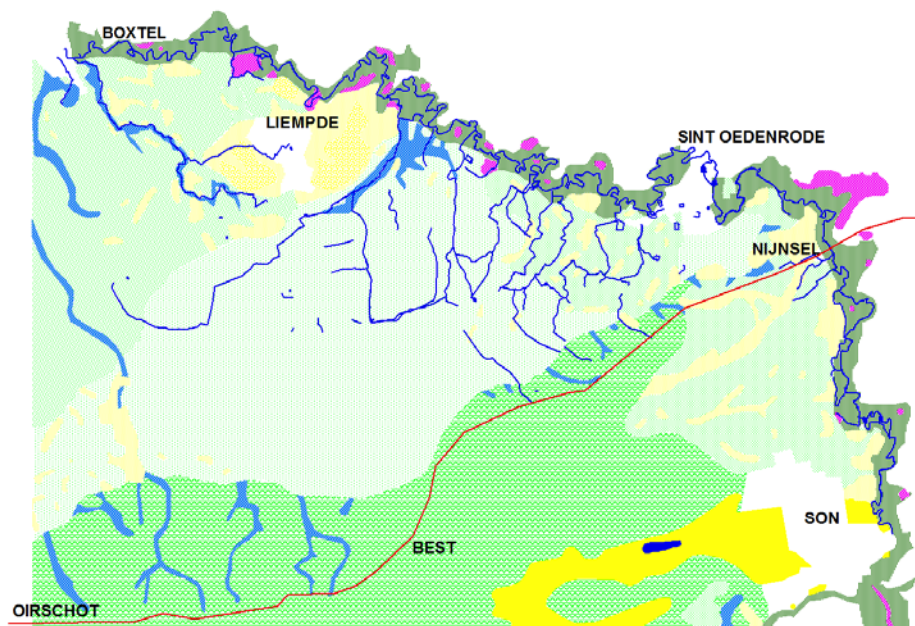 BOXTEL
LIEMPDE
SINT OEDENRODE
NIJNSEL
SON
BEST
OIRSCHOT